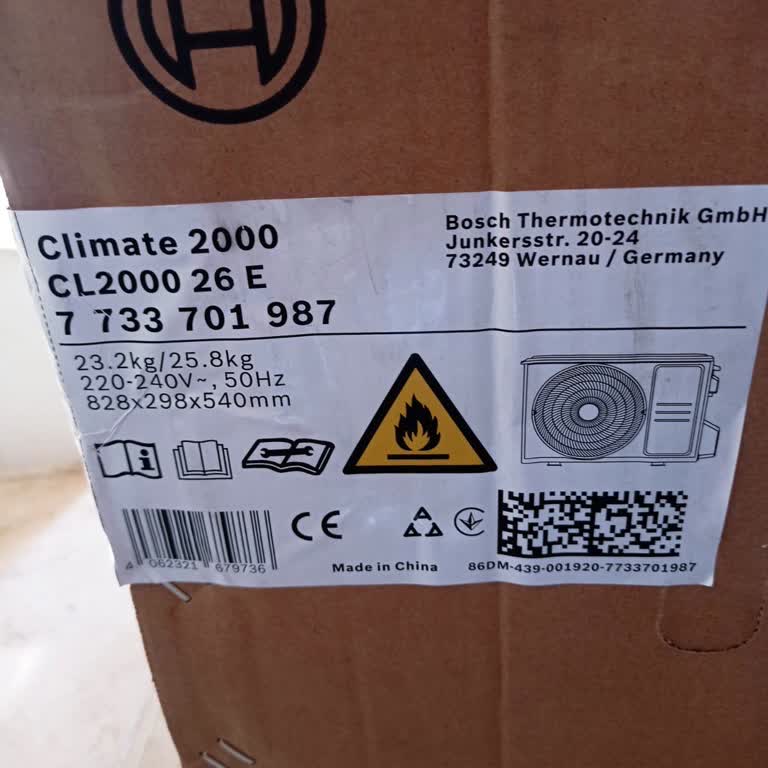 Climate 2000
CL2000 26 E
7 733 701 987
Bosch Thermotechnik GmbH
Junkersstr. 20-24
73249 Wernau / Germany
23.2kg/25.8kg
220-240V~, 50Hz
828x298x540mm
4 062321 679736
CE
Made in China
86DM-439-001920-7733701987